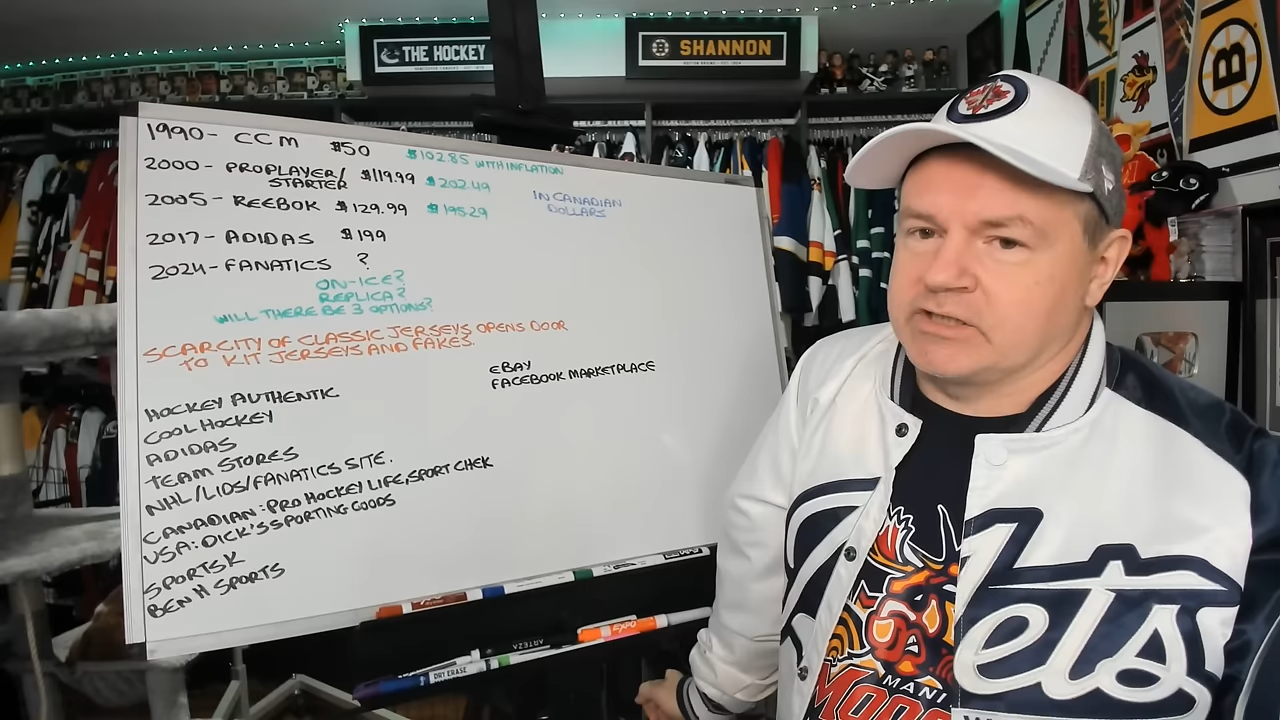 THE HOCKEY
SHANNON
1990- CCM $50 $102.85 WITH INFLATION
2000- PROPLAYER/ $119.99 $202.49
STARTER
IN CANADIAN
DOLLARS
2005- REEBOK $129.99 $195.29
2017- ADIDAS $199
2024- FANATICS ?
ON-ICE?
REPLICA?
WILL THERE BE 3 OPTIONS?
SCARCITY OF CLASSIC JERSEYS OPENS DOOR
TO KIT JERSEYS AND FAKES.
EBAY
FACEBOOK MARKETPLACE
HOCKEY AUTHENTIC
COOL HOCKEY
ADIDAS
TEAM STORES
NHL/LIDS/FANATICS SITE.
CANADIAN: PRO HOCKEY LIFE, SPORT CHEK
USA: DICK'S SPORTING GOODS
SPORTSK
BEN H SPORTS
EXPO
ARTEZA
DRY ERASE
B
Jets
MANI
MOO